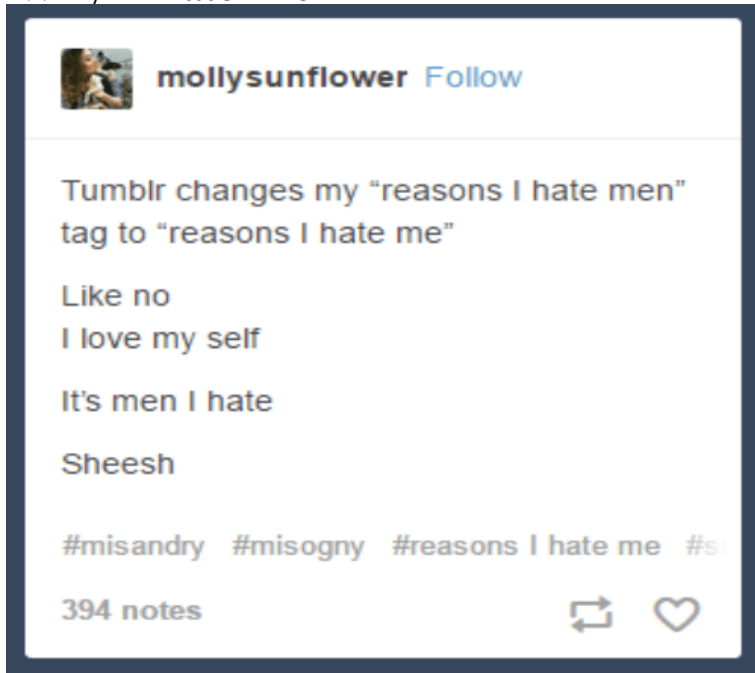 mollysunflower Follow
Tumblr changes my “reasons I hate men”
tag to “reasons I hate me”
Like no
I love my self
It's men I hate
Sheesh
#misandry #misogny #reasons I hate me #s
394 notes